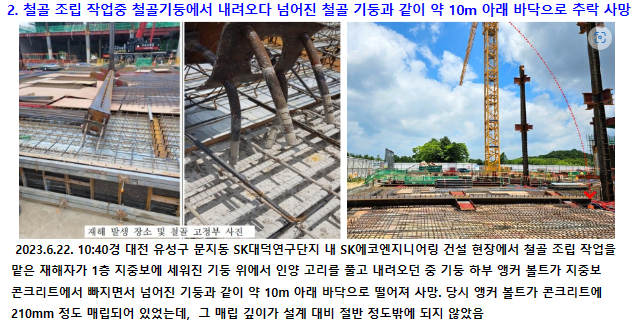 2. 철골 조립 작업중 철골기둥에서 내려오다 넘어진 철골 기둥과 같이 약 10m 아래 바닥으로 추락 사망
재해 발생 장소 및 철골 고정부 사진
2023.6.22. 10:40경 대전 유성구 문지동 SK대덕연구단지 내 SK에코엔지니어링 건설 현장에서 철골 조립 작업을
맡은 재해자가 1층 지중보에 세워진 기둥 위에서 인양 고리를 풀고 내려오던 중 기둥 하부 앵커 볼트가 지중보
콘크리트에서 빠지면서 넘어진 기둥과 같이 약 10m 아래 바닥으로 떨어져 사망. 당시 앵커 볼트가 콘크리트에
210mm 정도 매립되어 있었는데, 그 매립 깊이가 설계 대비 절반 정도밖에 되지 않았음